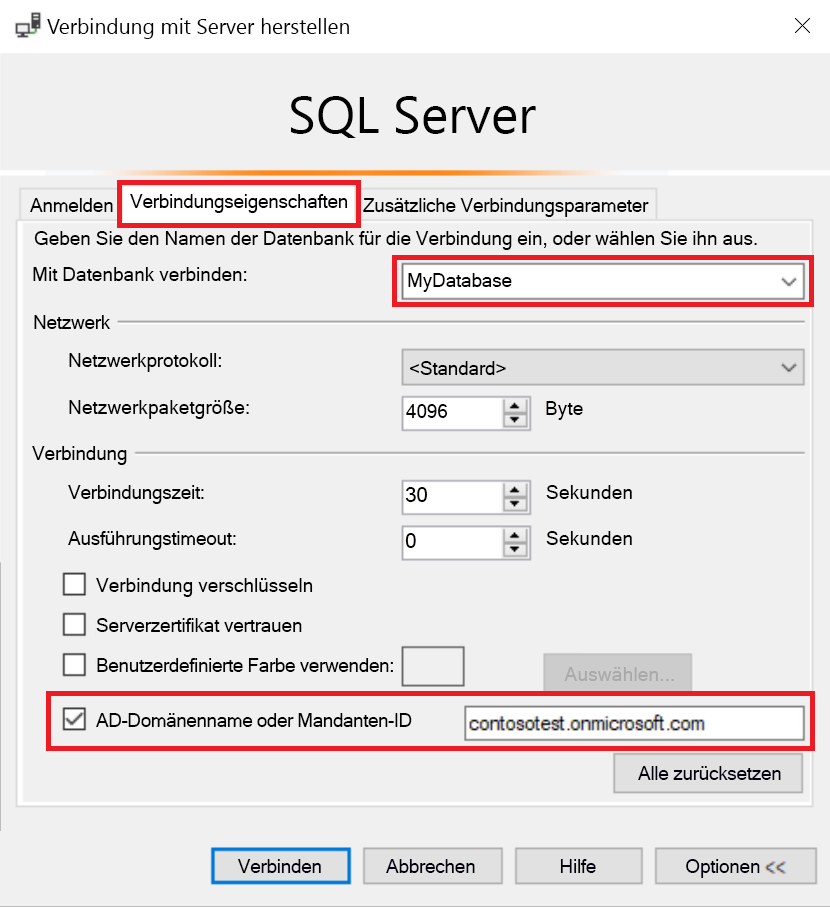 Verbindung mit Server herstellen
SQL Server
Anmelden Verbindungseigenschaften Zusätzliche Verbindungsparameter
Geben Sie den Namen der Datenbank für die Verbindung ein, oder wählen Sie ihn aus.
Mit Datenbank verbinden: MyDatabase
Netzwerk
Netzwerkprotokoll: <Standard>
Netzwerkpaketgröße: 4096 Byte
Verbindung
Verbindungszeit: 30 Sekunden
Ausführungstimeout: 0 Sekunden
Verbindung verschlüsseln
Serverzertifikat vertrauen
Benutzerdefinierte Farbe verwenden: Auswählen...
AD-Domänenname oder Mandanten-ID contosotest.onmicrosoft.com
Alle zurücksetzen
Verbinden Abbrechen Hilfe Optionen <<